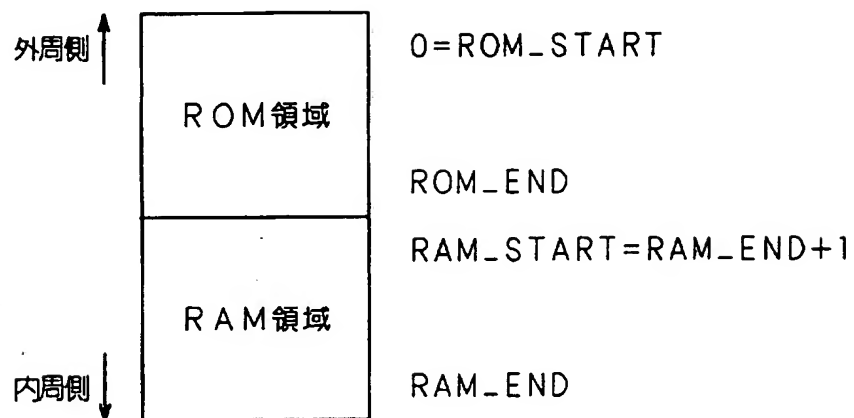 外周側
0=ROM_START
ROM領域
ROM_END
RAM_START=RAM_END+1
RAM領域
内周側
RAM_END